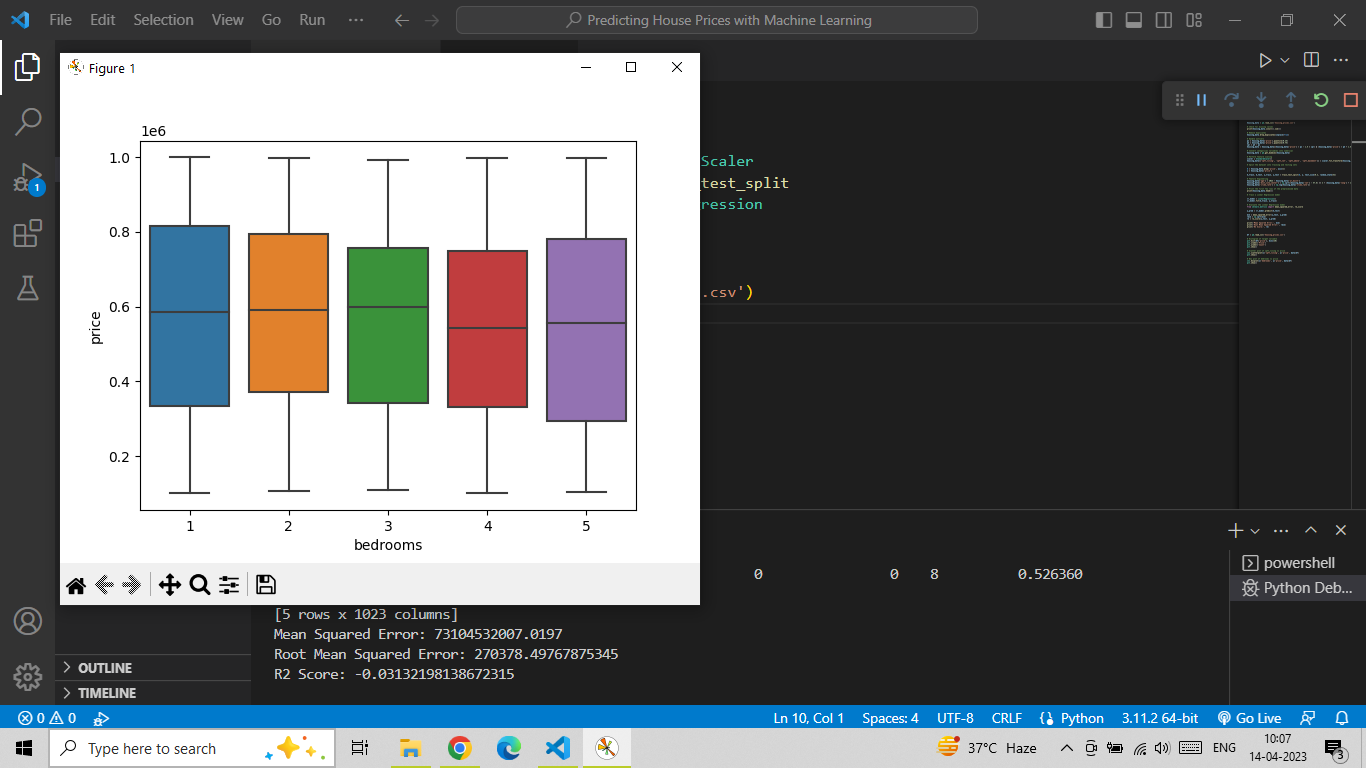 File Edit Selection View Go Run ···
Predicting House Prices with Machine Learning
Figure 1
1e6
1.0
0.8
0.6
0.4
0.2
price
1 2 3 4 5
bedrooms
Scaler
_test_split
ression
.csv')
1
0 0 8 0.526360
[5 rows x 1023 columns]
Mean Squared Error: 73104532007.0197
Root Mean Squared Error: 270378.49767875345
R2 Score: -0.03132198138672315
powershell
Python Deb...
OUTLINE
TIMELINE
0 0 Ln 10, Col 1 Spaces: 4 UTF-8 CRLF Python 3.11.2 64-bit Go Live
Type here to search
37°C Haze ENG 10:07
14-04-2023
3